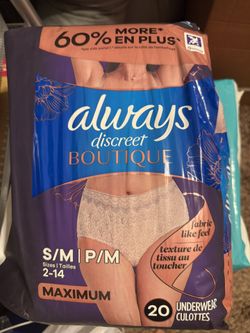 60% MORE*
EN PLUS*
always
discreet
BOUTIQUE
S/M | P/M
Sizes | Tailles
2-14
fabric
like feel
texture de
tissu au
toucher
MAXIMUM
20 UNDERWEAR
CULOTTES